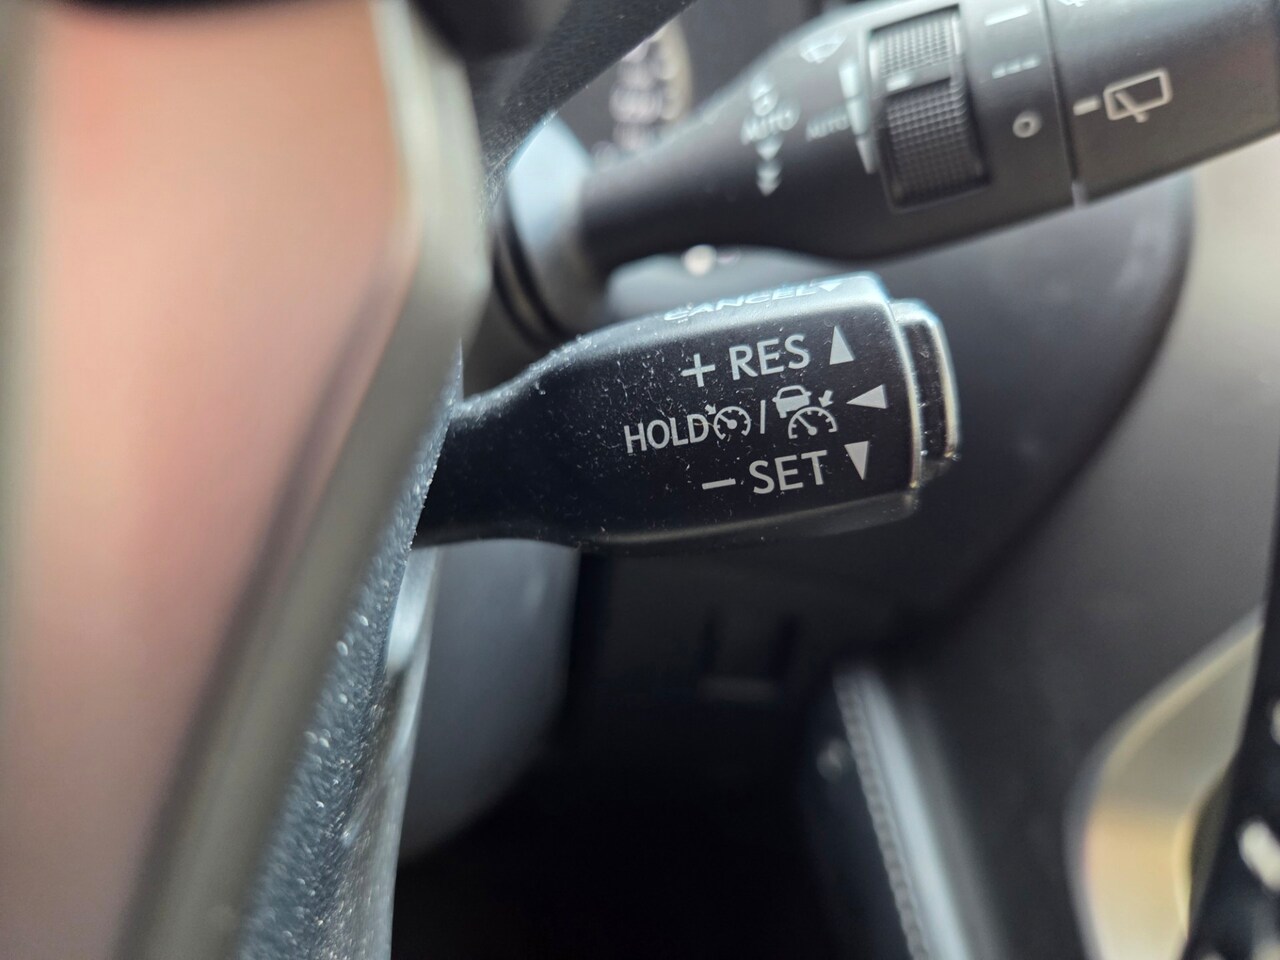 AUTO
AUTO
CANCEL
+ RES
HOLD /
− SET